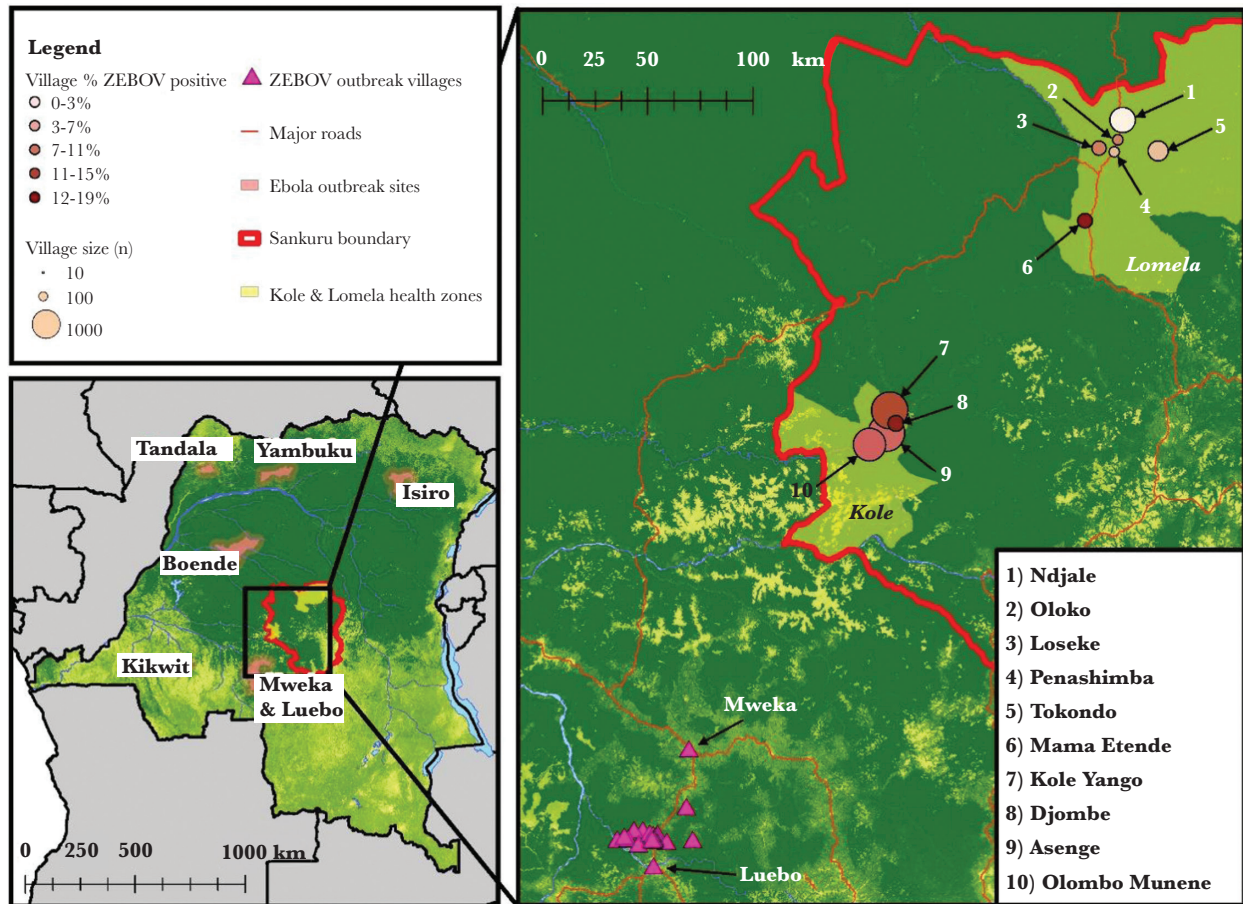 Legend
Village % ZEBOV positive
0-3%
3-7%
7-11%
11-15%
12-19%
Village size (n)
10
100
1000
ZEBOV outbreak villages
Major roads
Ebola outbreak sites
Sankuru boundary
Kole & Lomela health zones
Tandala
Yambuku
Isiro
Boende
Kikwit
Mweka
& Luebo
0 250 500 1000 km
0 25 50 100 km
1
2
3
4
5
6
Lomela
7
8
9
10
Kole
Mweka
Luebo
1) Ndjale
2) Oloko
3) Loseke
4) Penashimba
5) Tokondo
6) Mama Etende
7) Kole Yango
8) Djombe
9) Asenge
10) Olombo Munene